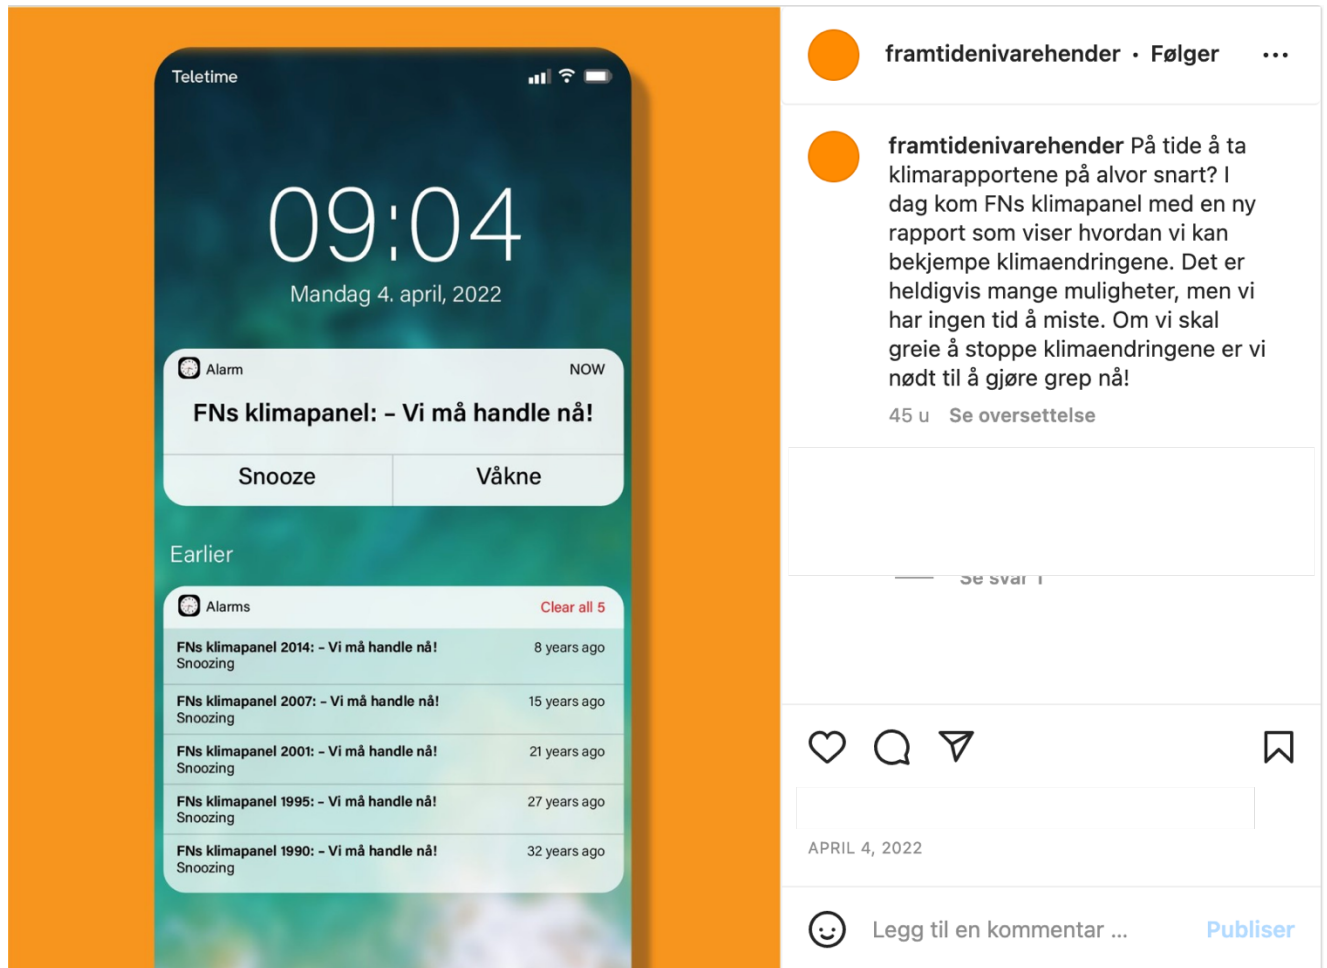 Teletime
09:04
Mandag 4. april, 2022
Alarm NOW
FNs klimapanel: – Vi må handle nå!
Snooze Våkne
Earlier
Alarms Clear all 5
FNs klimapanel 2014: – Vi må handle nå! 8 years ago
Snoozing
FNs klimapanel 2007: – Vi må handle nå! 15 years ago
Snoozing
FNs klimapanel 2001: – Vi må handle nå! 21 years ago
Snoozing
FNs klimapanel 1995: – Vi må handle nå! 27 years ago
Snoozing
FNs klimapanel 1990: – Vi må handle nå! 32 years ago
Snoozing
framtidenivarehender • Følger
framtidenivarehender På tide å ta
klimarapportene på alvor snart? I
dag kom FNs klimapanel med en ny
rapport som viser hvordan vi kan
bekjempe klimaendringene. Det er
heldigvis mange muligheter, men vi
har ingen tid å miste. Om vi skal
greie å stoppe klimaendringene er vi
nødt til å gjøre grep nå!
45 u Se oversettelse
Se svar 1
APRIL 4, 2022
Legg til en kommentar ... Publiser